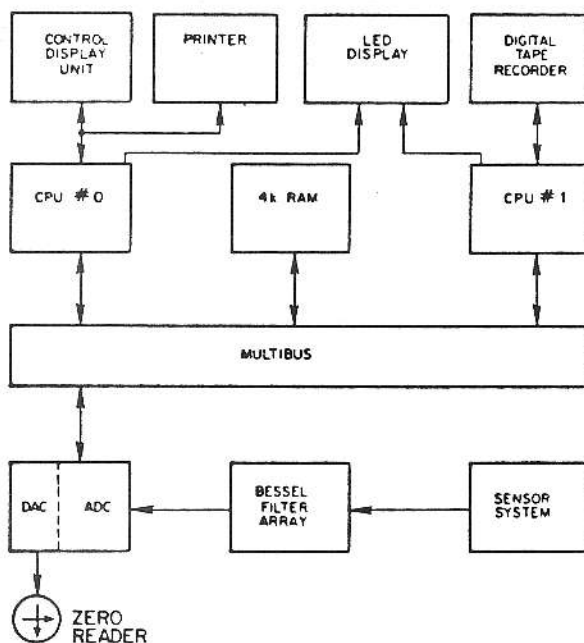 CONTROL
DISPLAY
UNIT
PRINTER
LED
DISPLAY
DIGITAL
TAPE
RECORDER
CPU # 0
4k RAM
CPU # 1
MULTIBUS
DAC
ADC
BESSEL
FILTER
ARRAY
SENSOR
SYSTEM
ZERO
READER